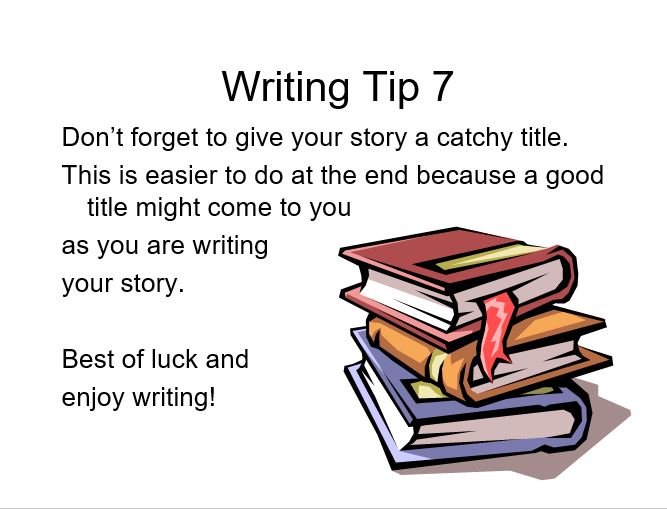 Writing Tip 7
Don’t forget to give your story a catchy title.
This is easier to do at the end because a good
title might come to you
as you are writing
your story.
Best of luck and
enjoy writing!